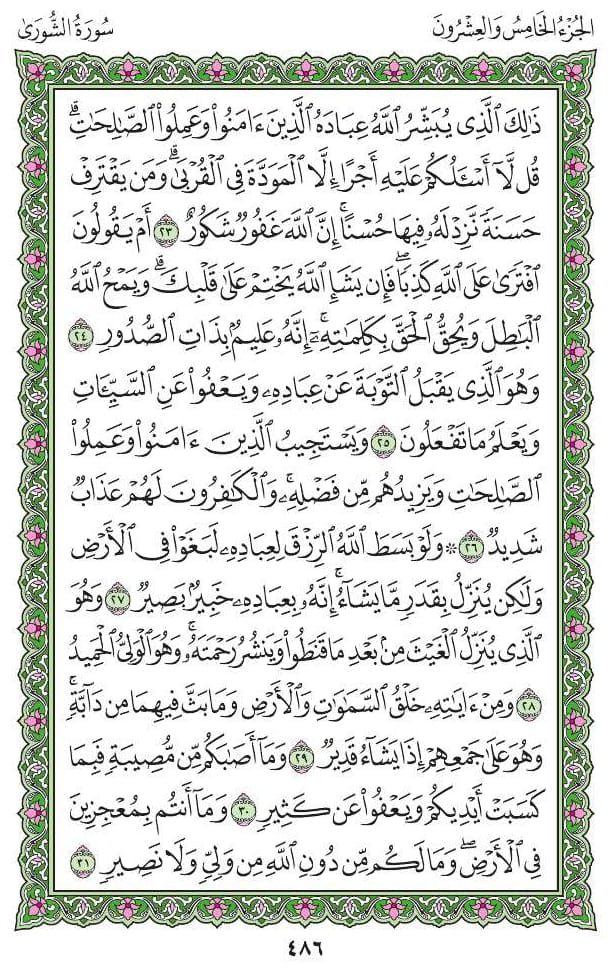 الجُزْءُ الخَامِسُ وَالعِشْرُونَ
سُورَةُ الشُّورَىٰ
ذَٰلِكَ ٱلَّذِي يُبَشِّرُ ٱللَّهُ عِبَادَهُ ٱلَّذِينَ ءَامَنُواْ وَعَمِلُواْ ٱلصَّٰلِحَٰتِۗ
قُل لَّآ أَسۡـَٔلُكُمۡ عَلَيۡهِ أَجۡرًا إِلَّا ٱلۡمَوَدَّةَ فِي ٱلۡقُرۡبَىٰۗ وَمَن يَقۡتَرِفۡ
حَسَنَةٗ نَّزِدۡ لَهُۥ فِيهَا حُسۡنًاۚ إِنَّ ٱللَّهَ غَفُورٞ شَكُورٌ ٢٣ أَمۡ يَقُولُونَ
ٱفۡتَرَىٰ عَلَى ٱللَّهِ كَذِبٗاۖ فَإِن يَشَإِ ٱللَّهُ يَخۡتِمۡ عَلَىٰ قَلۡبِكَۗ وَيَمۡحُ ٱللَّهُ
ٱلۡبَٰطِلَ وَيُحِقُّ ٱلۡحَقَّ بِكَلِمَٰتِهِۦٓۚ إِنَّهُۥ عَلِيمُۢ بِذَاتِ ٱلصُّدُورِ ٢٤
وَهُوَ ٱلَّذِي يَقۡبَلُ ٱلتَّوۡبَةَ عَنۡ عِبَادِهِۦ وَيَعۡفُواْ عَنِ ٱلسَّيِّـَٔاتِ
وَيَعۡلَمُ مَا تَفۡعَلُونَ ٢٥ وَيَسۡتَجِيبُ ٱلَّذِينَ ءَامَنُواْ وَعَمِلُواْ
ٱلصَّٰلِحَٰتِ وَيَزِيدُهُم مِّن فَضۡلِهِۦۚ وَٱلۡكَٰفِرُونَ لَهُمۡ عَذَابٞ
شَدِيدٞ ٢٦ ۞ وَلَوۡ بَسَطَ ٱللَّهُ ٱلرِّزۡقَ لِعِبَادِهِۦ لَبَغَوۡاْ فِي ٱلۡأَرۡضِ
وَلَٰكِن يُنَزِّلُ بِقَدَرٖ مَّا يَشَآءُۚ إِنَّهُۥ بِعِبَادِهِۦ خَبِيرُۢ بَصِيرٞ ٢٧ وَهُوَ
ٱلَّذِي يُنَزِّلُ ٱلۡغَيۡثَ مِنۢ بَعۡدِ مَا قَنَطُواْ وَيَنشُرُ رَحۡمَتَهُۥۚ وَهُوَ ٱلۡوَلِيُّ ٱلۡحَمِيدُ
٢٨ وَمِنۡ ءَايَٰتِهِۦ خَلۡقُ ٱلسَّمَٰوَٰتِ وَٱلۡأَرۡضِ وَمَا بَثَّ فِيهِمَا مِن دَآبَّةٖۚ
وَهُوَ عَلَىٰ جَمۡعِهِمۡ إِذَا يَشَآءُ قَدِيرٞ ٢٩ وَمَآ أَصَٰبَكُم مِّن مُّصِيبَةٖ فَبِمَا
كَسَبَتۡ أَيۡدِيكُمۡ وَيَعۡفُواْ عَن كَثِيرٖ ٣٠ وَمَآ أَنتُم بِمُعۡجِزِينَ
فِي ٱلۡأَرۡضِۖ وَمَا لَكُم مِّن دُونِ ٱللَّهِ مِن وَلِيّٖ وَلَا نَصِيرٖ ٣١
٤٨٦